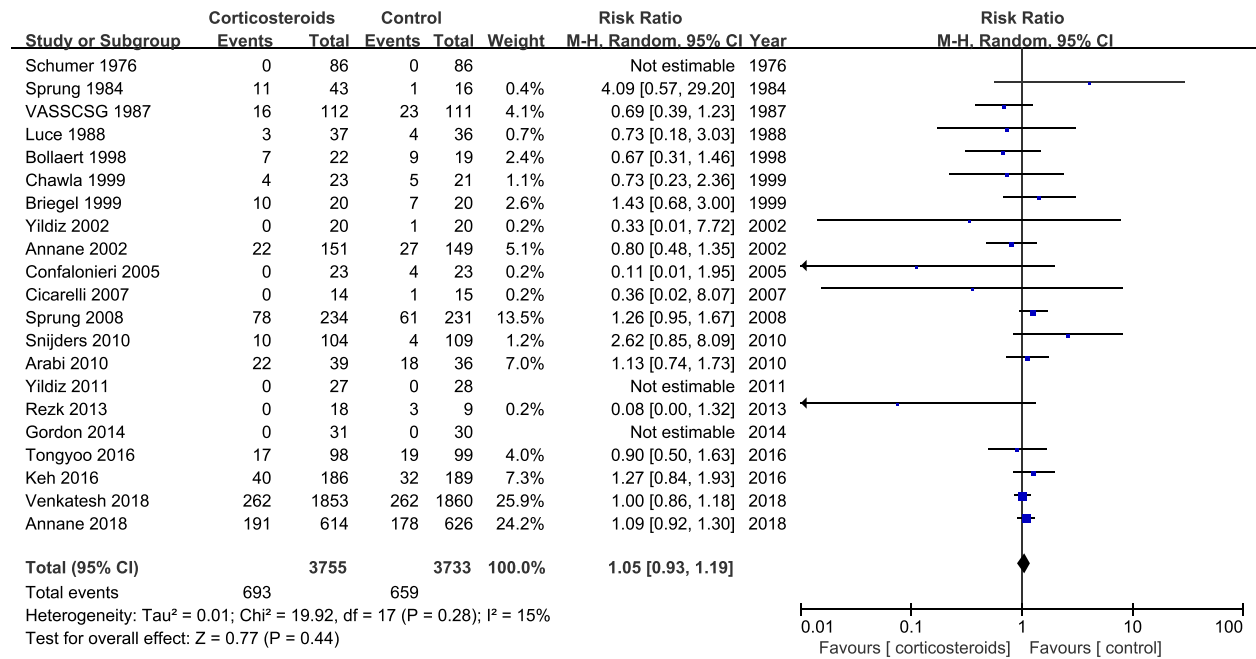 Corticosteroids Control Risk Ratio Risk Ratio
Study or Subgroup Events Total Events Total Weight M-H. Random. 95% CI Year M-H. Random. 95% CI
Schumer 1976 0 86 0 86 Not estimable 1976
Sprung 1984 11 43 1 16 0.4% 4.09 [0.57, 29.20] 1984
VASSCSG 1987 16 112 23 111 4.1% 0.69 [0.39, 1.23] 1987
Luce 1988 3 37 4 36 0.7% 0.73 [0.18, 3.03] 1988
Bollaert 1998 7 22 9 19 2.4% 0.67 [0.31, 1.46] 1998
Chawla 1999 4 23 5 21 1.1% 0.73 [0.23, 2.36] 1999
Briegel 1999 10 20 7 20 2.6% 1.43 [0.68, 3.00] 1999
Yildiz 2002 0 20 1 20 0.2% 0.33 [0.01, 7.72] 2002
Annane 2002 22 151 27 149 5.1% 0.80 [0.48, 1.35] 2002
Confalonieri 2005 0 23 4 23 0.2% 0.11 [0.01, 1.95] 2005
Cicarelli 2007 0 14 1 15 0.2% 0.36 [0.02, 8.07] 2007
Sprung 2008 78 234 61 231 13.5% 1.26 [0.95, 1.67] 2008
Snijders 2010 10 104 4 109 1.2% 2.62 [0.85, 8.09] 2010
Arabi 2010 22 39 18 36 7.0% 1.13 [0.74, 1.73] 2010
Yildiz 2011 0 27 0 28 Not estimable 2011
Rezk 2013 0 18 3 9 0.2% 0.08 [0.00, 1.32] 2013
Gordon 2014 0 31 0 30 Not estimable 2014
Tongyoo 2016 17 98 19 99 4.0% 0.90 [0.50, 1.63] 2016
Keh 2016 40 186 32 189 7.3% 1.27 [0.84, 1.93] 2016
Venkatesh 2018 262 1853 262 1860 25.9% 1.00 [0.86, 1.18] 2018
Annane 2018 191 614 178 626 24.2% 1.09 [0.92, 1.30] 2018
Total (95% CI) 3755 3733 100.0% 1.05 [0.93, 1.19]
Total events 693 659
Heterogeneity: Tau² = 0.01; Chi² = 19.92, df = 17 (P = 0.28); I² = 15%
Test for overall effect: Z = 0.77 (P = 0.44)
0.01 0.1 1 10 100
Favours [ corticosteroids] Favours [ control]